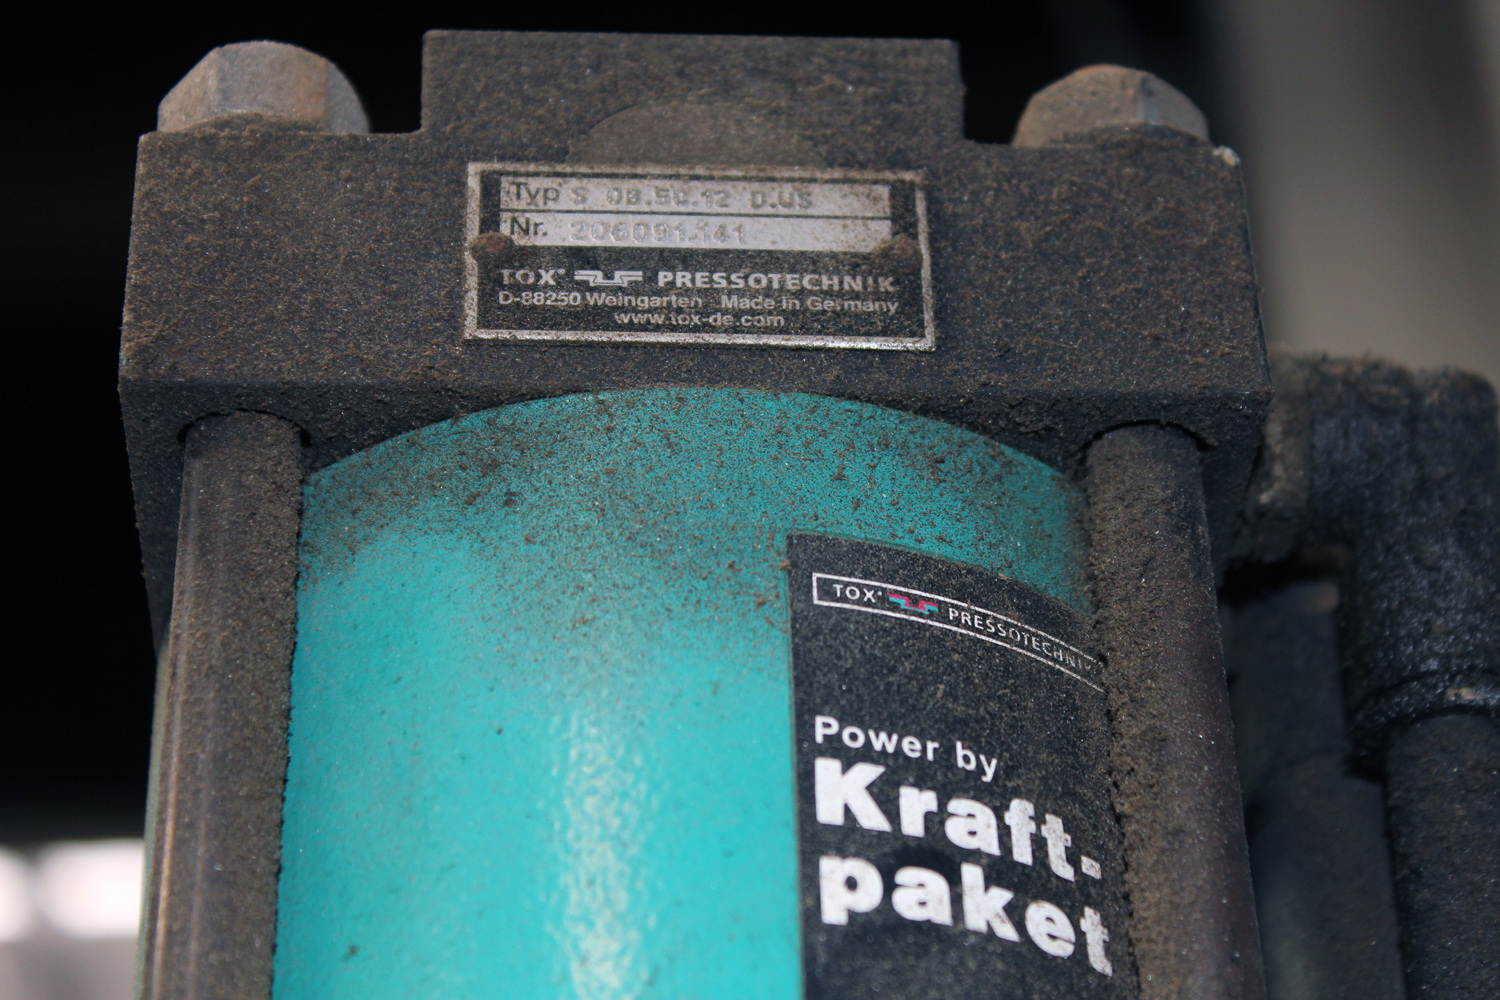 Typ S 08.50.12 D.US
Nr. 206091.141
TOX® PRESSOTECHNIK
D-88250 Weingarten Made in Germany
www.tox-de.com
TOX® PRESSOTECHNIK
Power by
Kraft-
paket